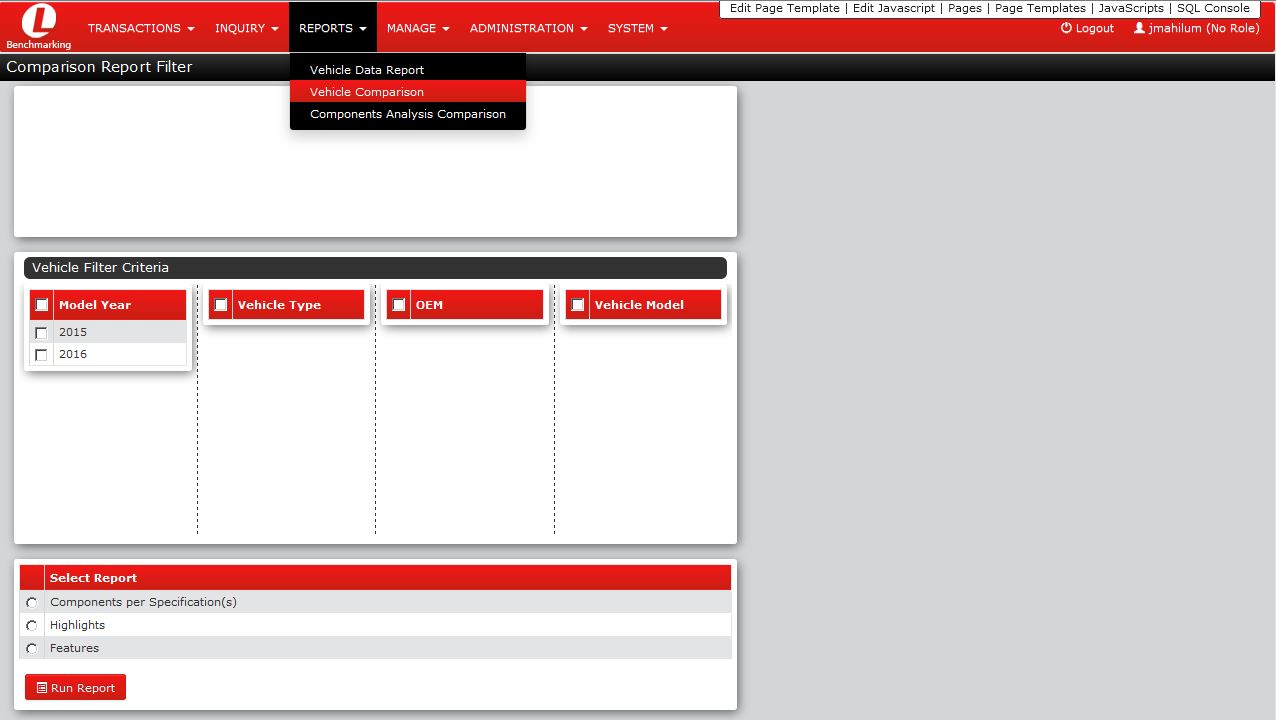 Edit Page Template | Edit Javascript | Pages | Page Templates | JavaScripts | SQL Console
L
Benchmarking
TRANSACTIONS INQUIRY REPORTS MANAGE ADMINISTRATION SYSTEM Logout jmahilum (No Role)
Comparison Report Filter
Vehicle Data Report
Vehicle Comparison
Components Analysis Comparison
Vehicle Filter Criteria
Model Year Vehicle Type OEM Vehicle Model
2015
2016
Select Report
Components per Specification(s)
Highlights
Features
Run Report